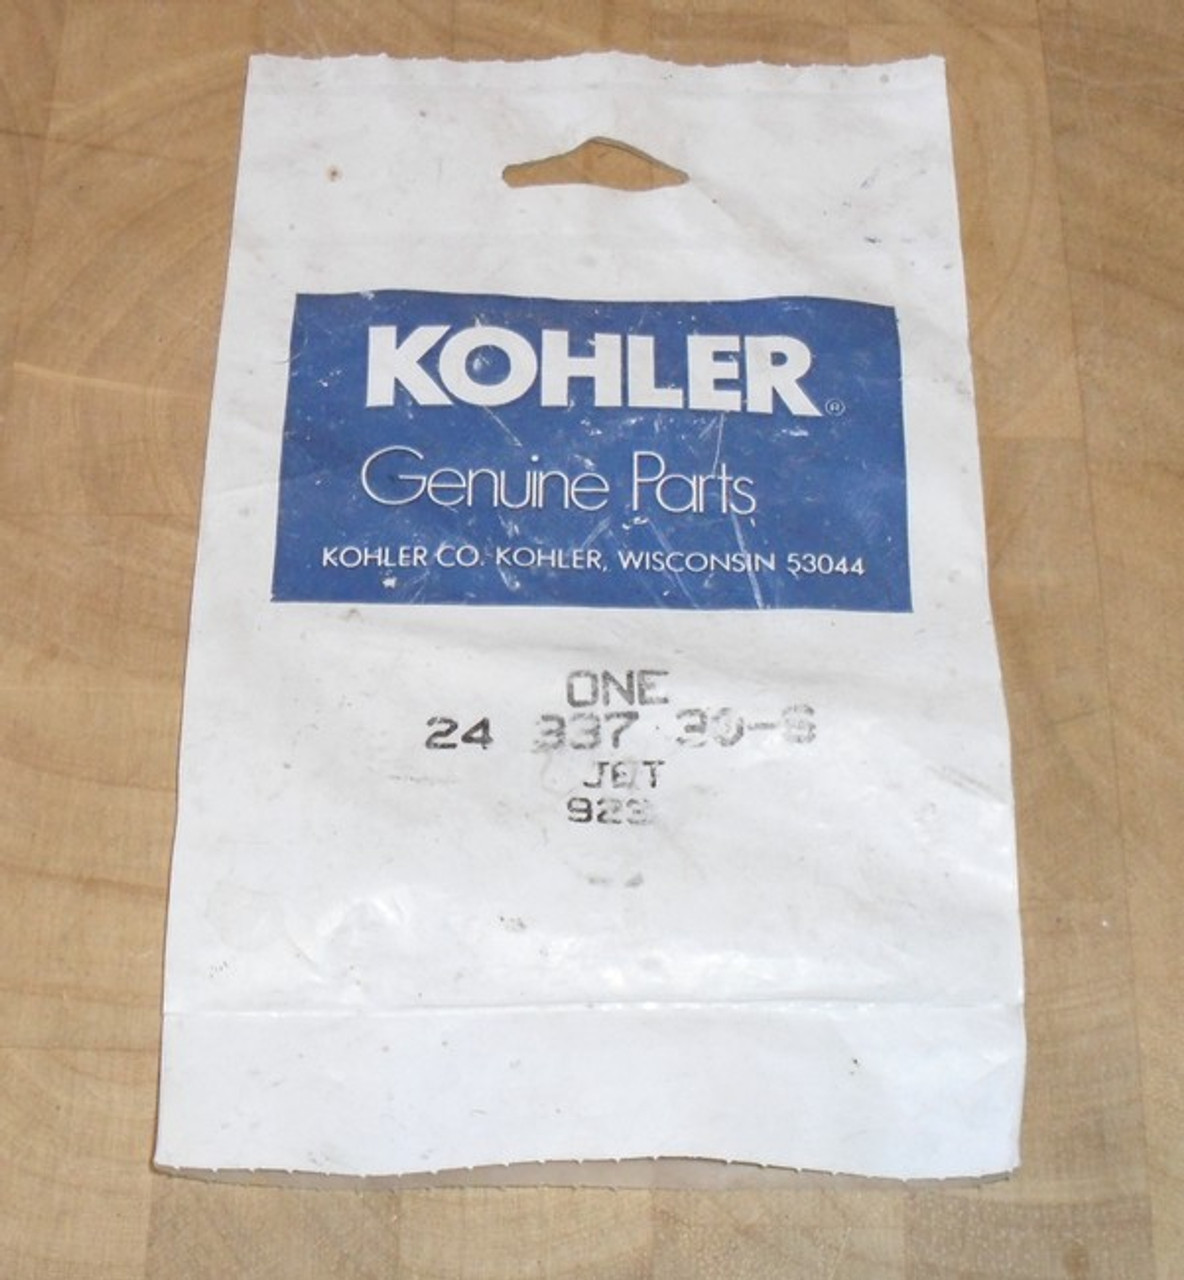 KOHLER®
Genuine Parts
KOHLER CO. KOHLER, WISCONSIN 53044
ONE
24 337 30-S
JET
923